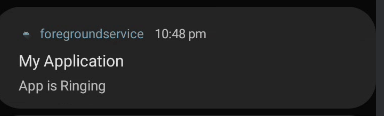 foregroundservice 10:48 pm
My Application
App is Ringing